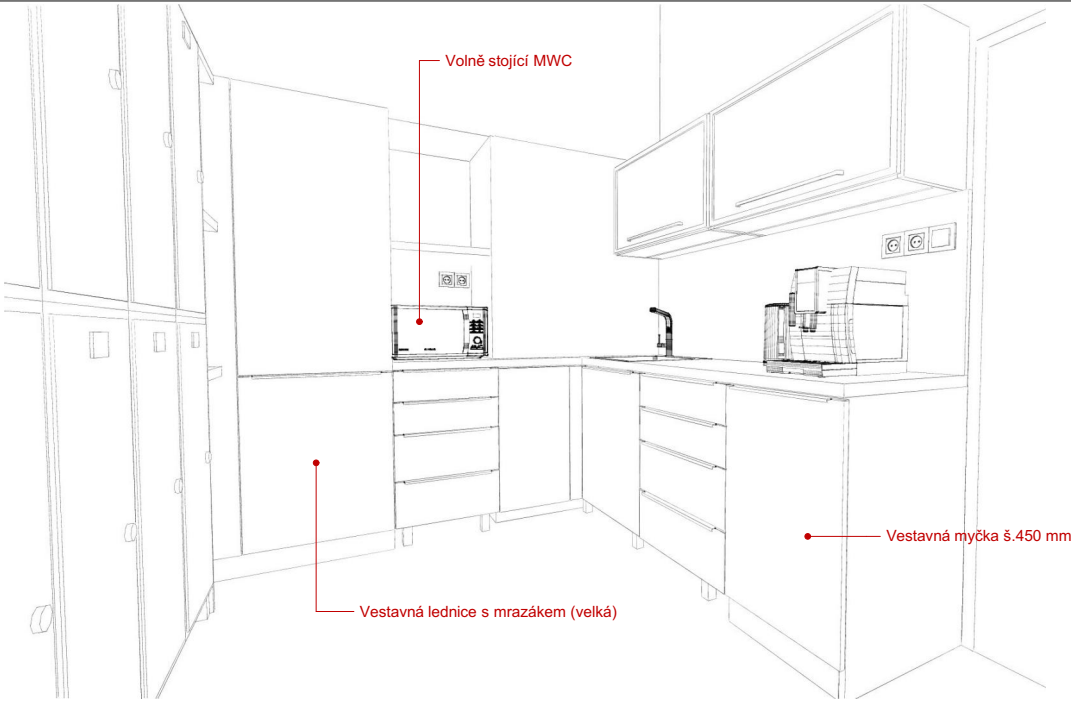 Volně stojící MWC
Vestavná myčka š.450 mm
Vestavná lednice s mrazákem (velká)